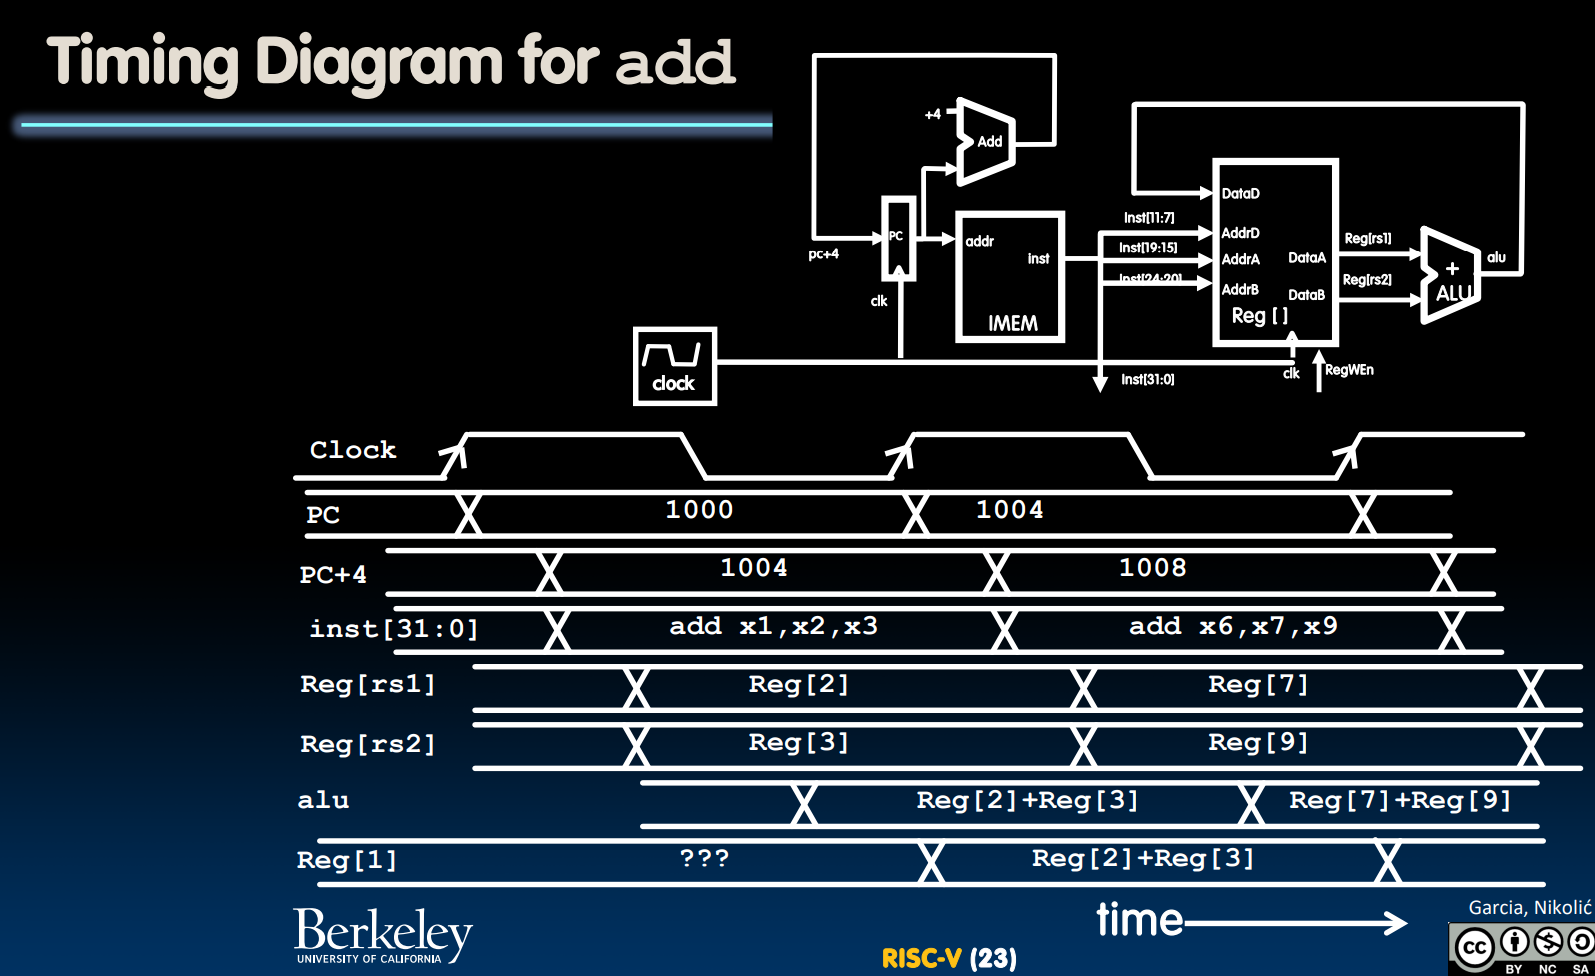 Timing Diagram for add
+4
Add
DataD
Inst[11:7]
AddrD
PC
addr
Reg[rs1]
Inst[19:15]
pc+4
inst
AddrA
DataA
alu
+
Inst[24:20]
Reg[rs2]
AddrB
DataB
ALU
clk
Reg []
IMEM
clock
clk
RegWEn
Inst[31:0]
Clock
PC 1000 1004
PC+4 1004 1008
inst[31:0] add x1,x2,x3 add x6,x7,x9
Reg[rs1] Reg[2] Reg[7]
Reg[rs2] Reg[3] Reg[9]
alu Reg[2]+Reg[3] Reg[7]+Reg[9]
Reg[1] ??? Reg[2]+Reg[3]
time
Garcia, Nikolić
Berkeley
UNIVERSITY OF CALIFORNIA
RISC-V (23)
cc
BY NC SA